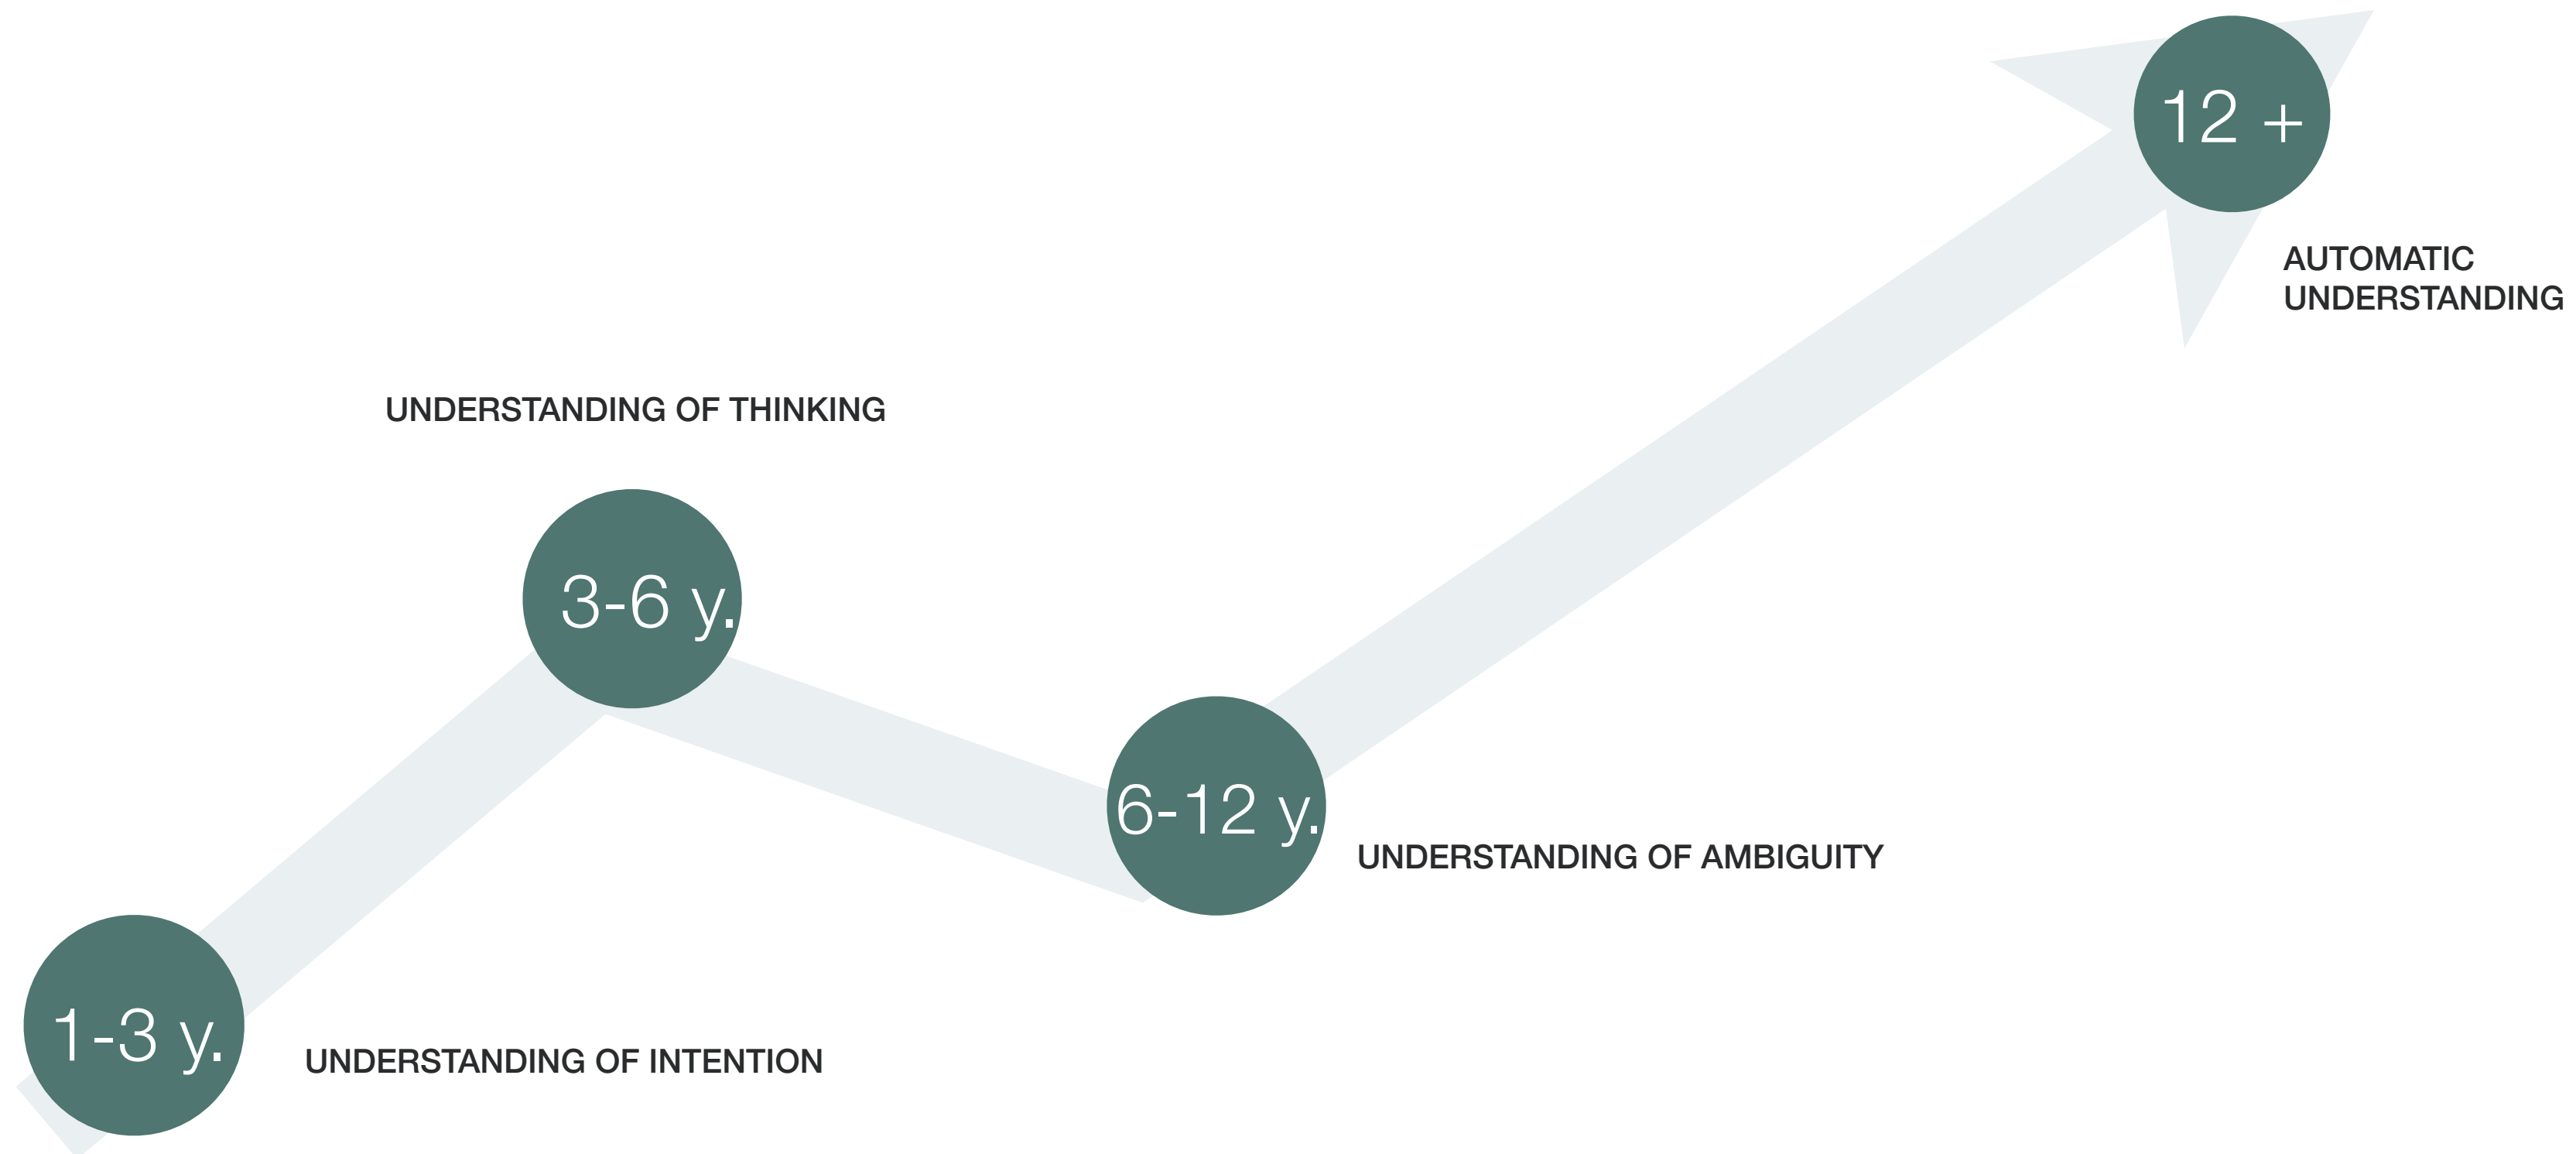 12 +
AUTOMATIC
UNDERSTANDING
UNDERSTANDING OF THINKING
3-6 y.
6-12 y.
UNDERSTANDING OF AMBIGUITY
1-3 y.
UNDERSTANDING OF INTENTION